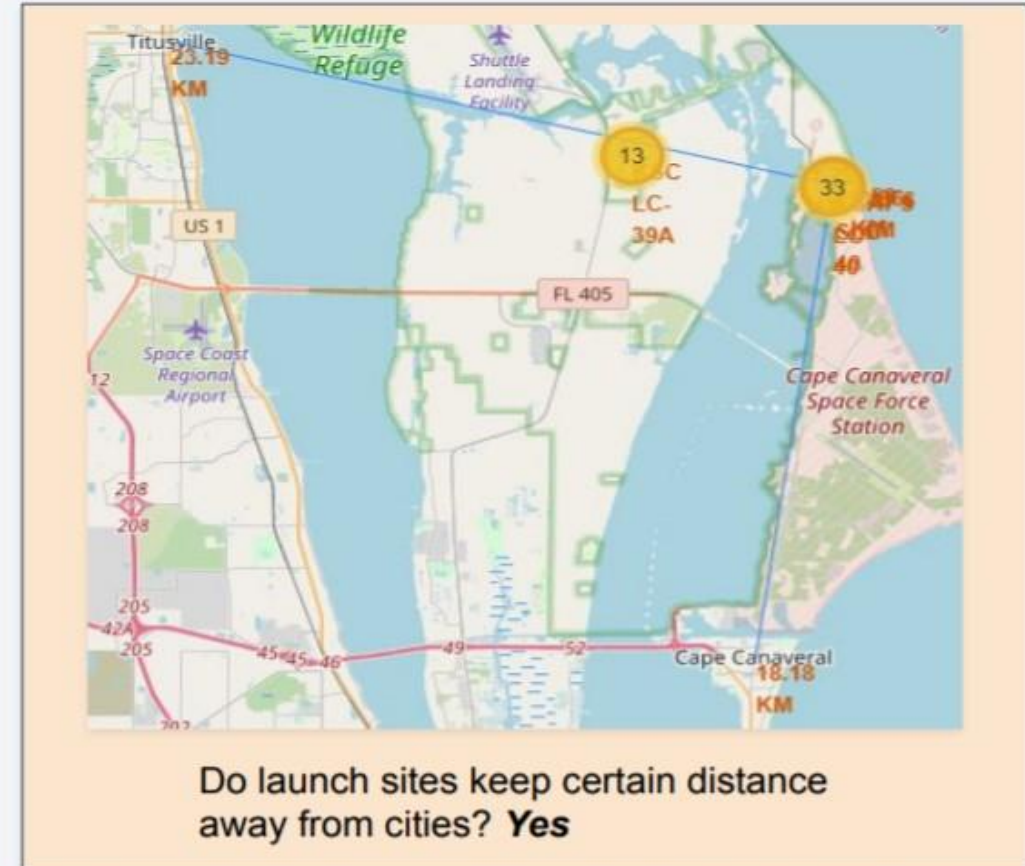 Wildlife
Refuge
Titusville
23.19
KM
Shuttle
Landing
Facility
13
LC-
39A
33
40
US 1
FL 405
Space Coast
Regional
Airport
12
Cape Canaveral
Space Force
Station
208
208
205
42A
205
45
45
46
49
52
Cape Canaveral
18.18
KM
202
Do launch sites keep certain distance
away from cities? Yes